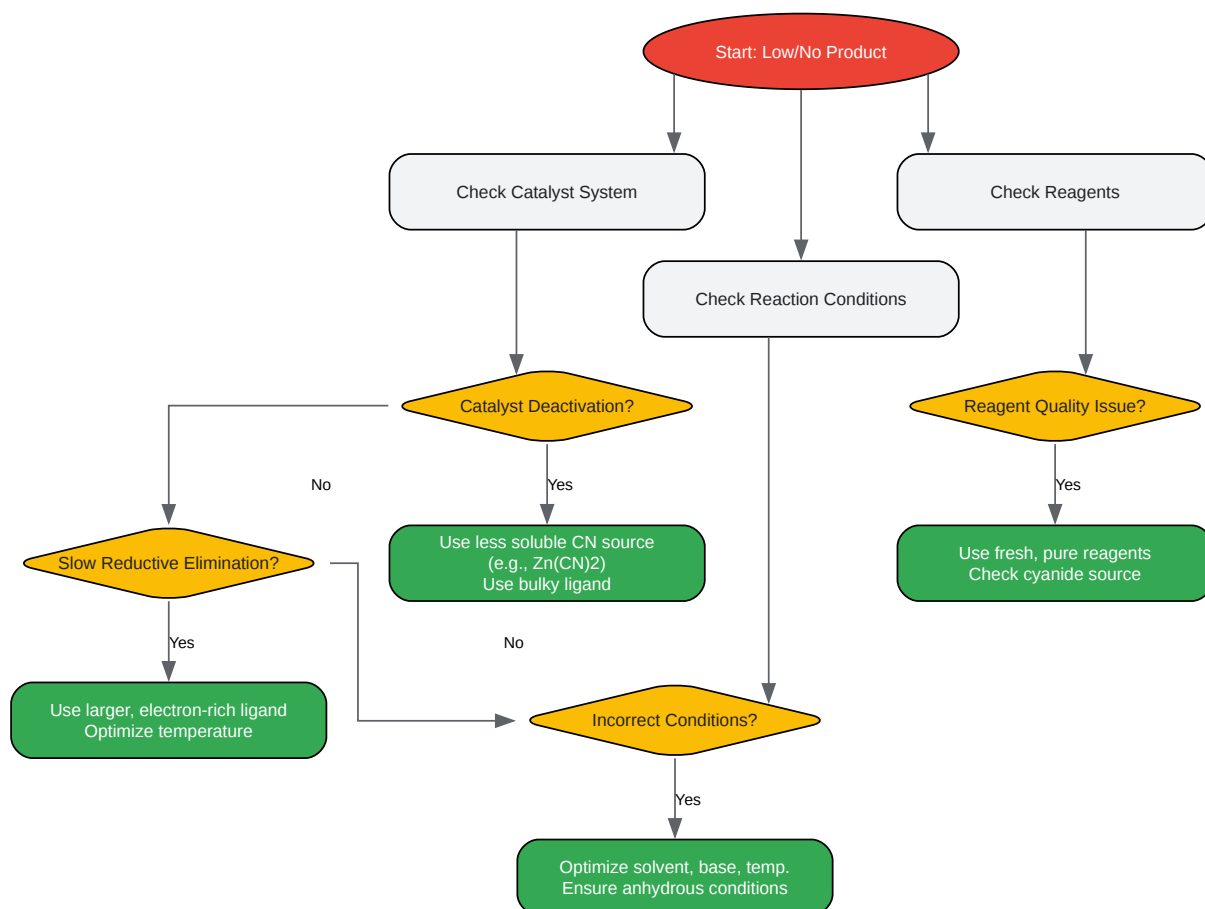 Start: Low/No Product
Check Catalyst System
Check Reagents
Check Reaction Conditions
Catalyst Deactivation?
Reagent Quality Issue?
No
Yes
Yes
Use less soluble CN source
(e.g., Zn(CN)2)
Use bulky ligand
Use fresh, pure reagents
Check cyanide source
Slow Reductive Elimination?
Yes
No
Use larger, electron-rich ligand
Optimize temperature
Incorrect Conditions?
Yes
Optimize solvent, base, temp.
Ensure anhydrous conditions